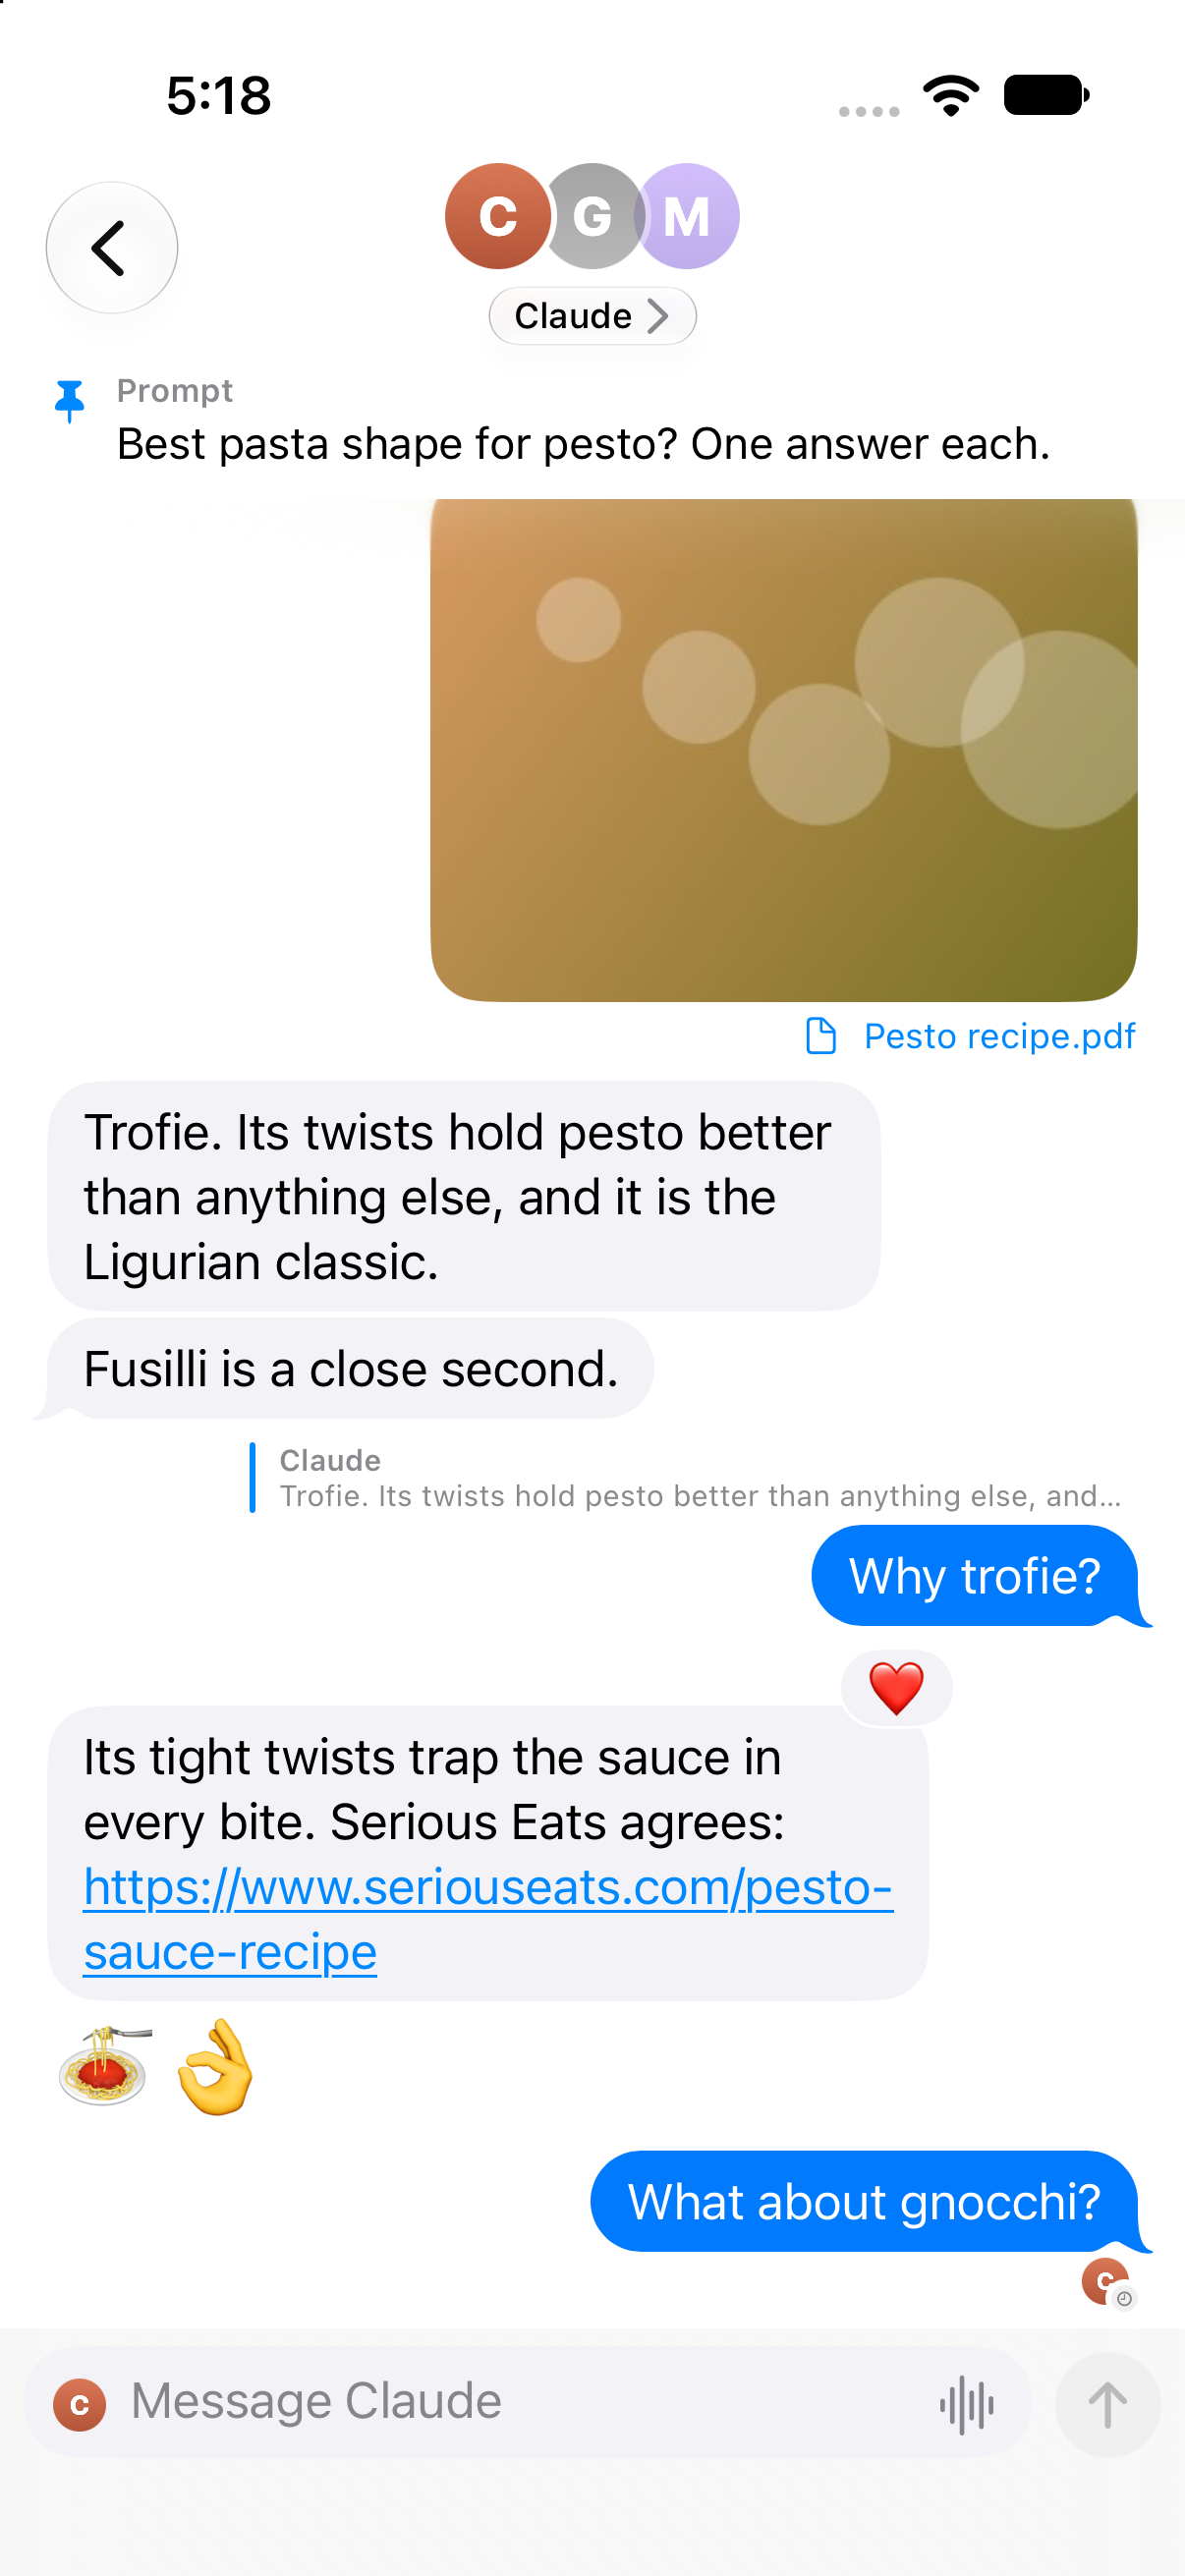 5:18
C G M
Claude
Prompt
Best pasta shape for pesto? One answer each.
Pesto recipe.pdf
Trofie. Its twists hold pesto better
than anything else, and it is the
Ligurian classic.
Fusilli is a close second.
Claude
Trofie. Its twists hold pesto better than anything else, and...
Why trofie?
Its tight twists trap the sauce in
every bite. Serious Eats agrees:
https://www.seriouseats.com/pesto-
sauce-recipe
What about gnocchi?
C
C Message Claude